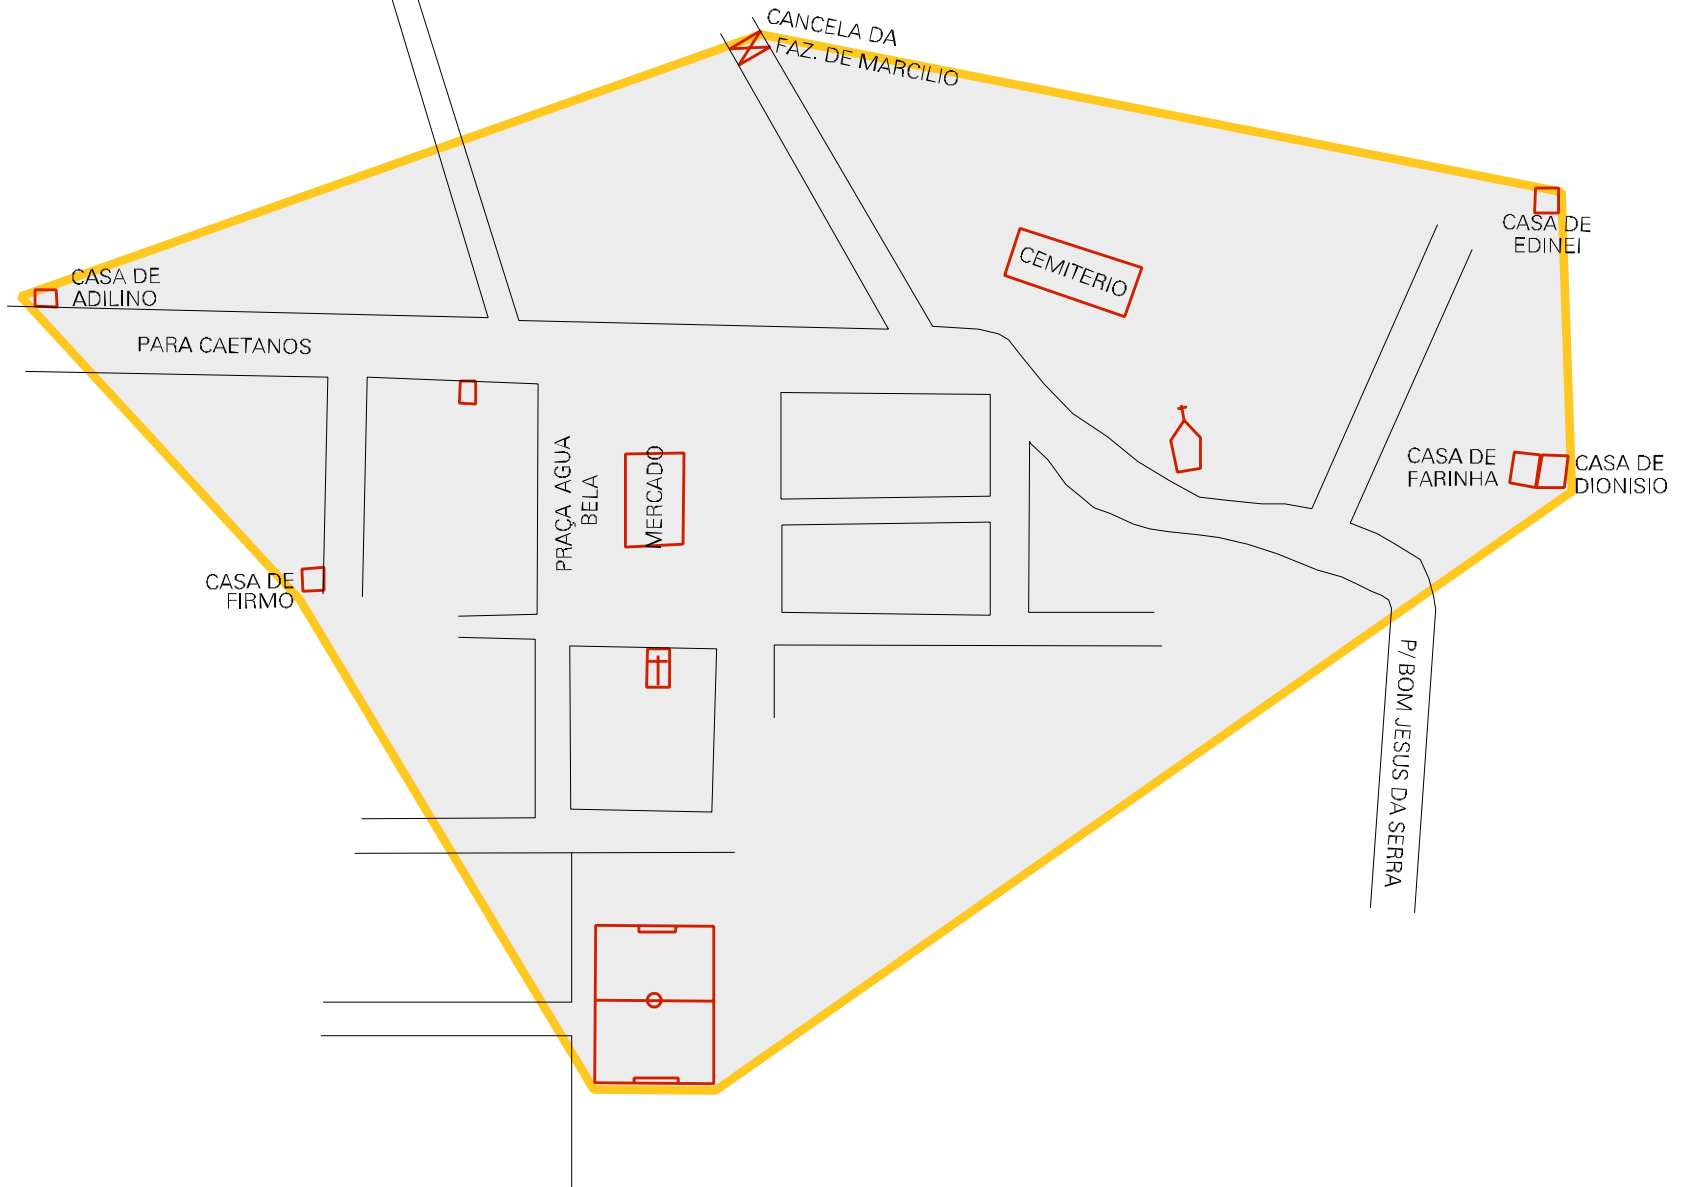 CANCELA DA
FAZ. DE MARCILIO
CASA DE
EDINEI
CEMITERIO
CASA DE
ADILINO
PARA CAETANOS
PRAÇA AGUA
BELA
MERCADO
CASA DE
FARINHA
CASA DE
DIONISIO
CASA DE
FIRMO
P/ BOM JESUS DA SERRA